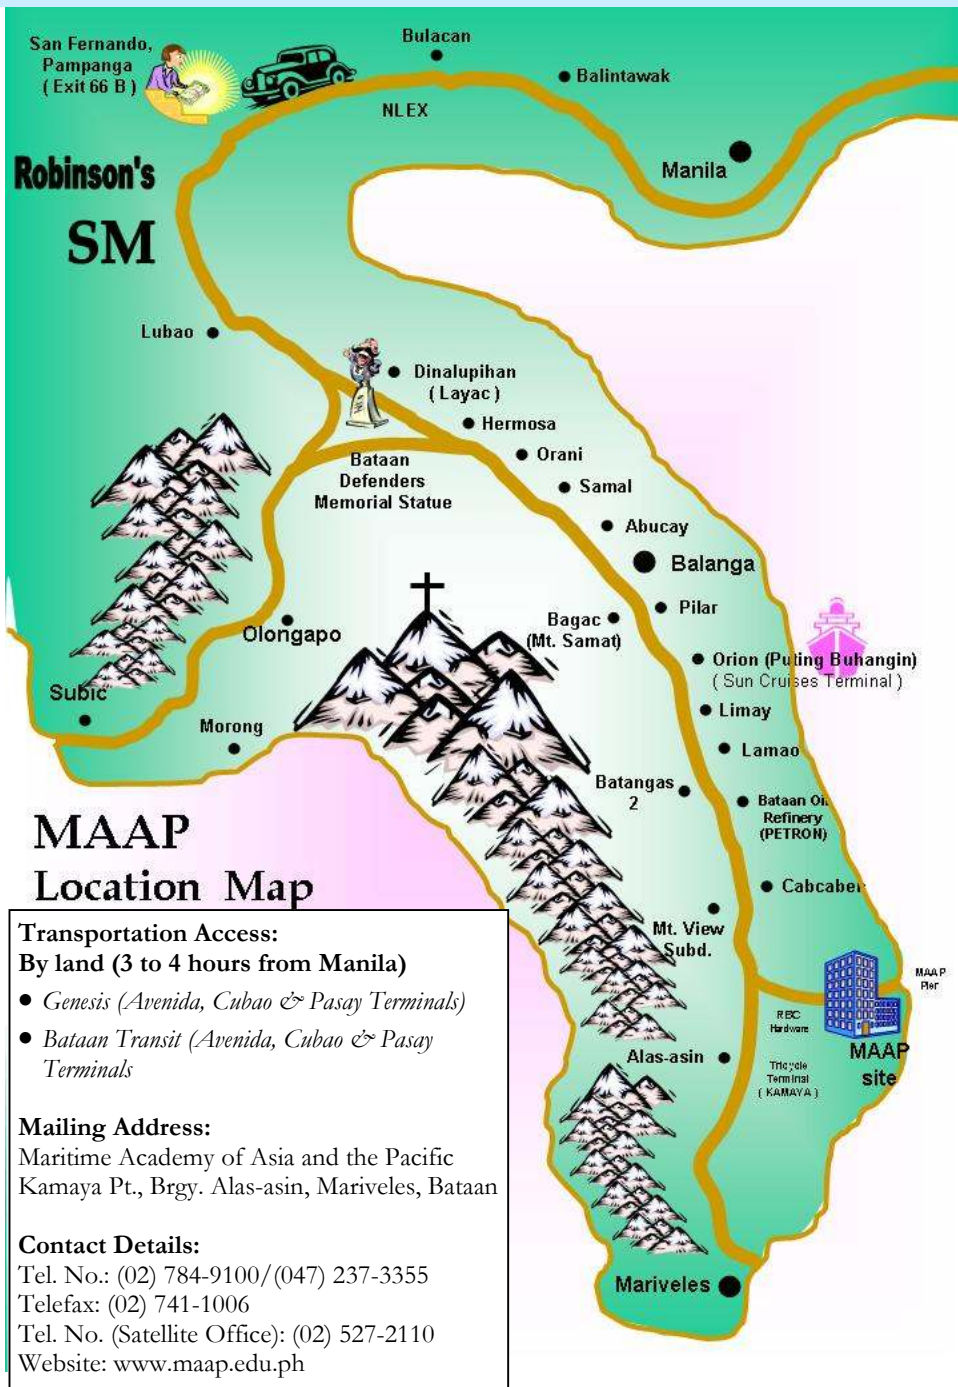 San Fernando,
Pampanga
( Exit 66 B )
Bulacan
Balintawak
NLEX
Manila
Robinson's
SM
Lubao
Dinalupihan
( Layac )
Hermosa
Bataan
Defenders
Memorial Statue
Orani
Samal
Abucay
Balanga
Pilar
Bagac
(Mt. Samat)
Olongapo
Orion (Puting Buhangin)
( Sun Cruises Terminal )
Subic
Limay
Morong
Lamao
Batangas
2
Bataan Oil
Refinery
(PETRON)
MAAP
Location Map
Cabcaben
Mt. View
Subd.
MAAP
Pier
RBC
Hardware
MAAP
site
Alas-asin
Tricycle
Terminal
( KAMAYA )
Mariveles
Transportation Access:
By land (3 to 4 hours from Manila)
• Genesis (Avenida, Cubao & Pasay Terminals)
• Bataan Transit (Avenida, Cubao & Pasay
Terminals
Mailing Address:
Maritime Academy of Asia and the Pacific
Kamaya Pt., Brgy. Alas-asin, Mariveles, Bataan
Contact Details:
Tel. No.: (02) 784-9100/(047) 237-3355
Telefax: (02) 741-1006
Tel. No. (Satellite Office): (02) 527-2110
Website: www.maap.edu.ph